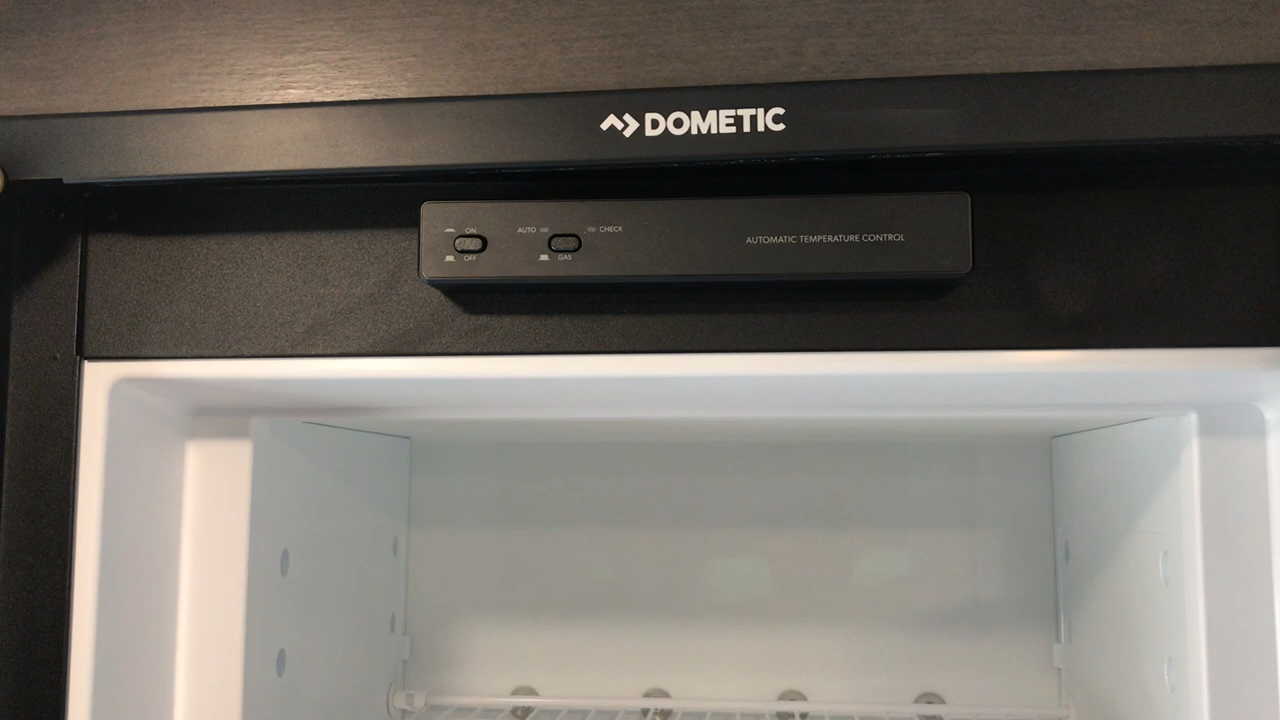 DOMETIC
ON
OFF
AUTO
GAS
CHECK
AUTOMATIC TEMPERATURE CONTROL